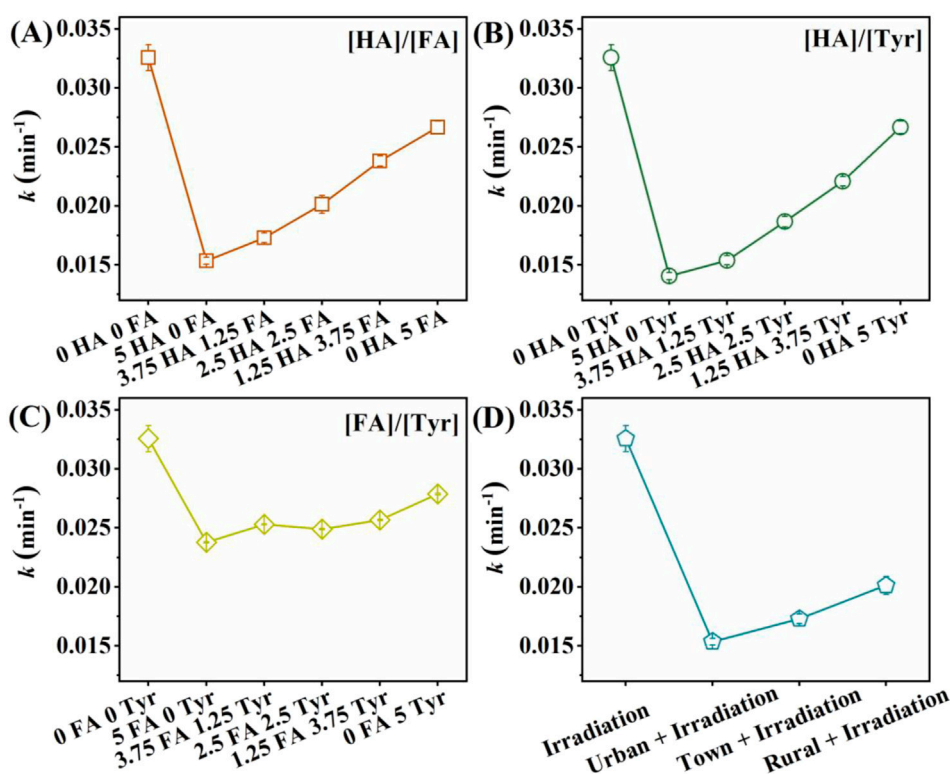 (A)
[HA]/[FA]
0.035
0.030
0.025
0.020
0.015
k (min⁻¹)
0 HA 0 FA
5 HA 0 FA
3.75 HA 1.25 FA
2.5 HA 2.5 FA
1.25 HA 3.75 FA
0 HA 5 FA
(B)
[HA]/[Tyr]
0.035
0.030
0.025
0.020
0.015
k (min⁻¹)
0 HA 0 Tyr
5 HA 0 Tyr
3.75 HA 1.25 Tyr
2.5 HA 2.5 Tyr
1.25 HA 3.75 Tyr
0 HA 5 Tyr
(C)
[FA]/[Tyr]
0.035
0.030
0.025
0.020
0.015
k (min⁻¹)
0 FA 0 Tyr
5 FA 0 Tyr
3.75 FA 1.25 Tyr
2.5 FA 2.5 Tyr
1.25 FA 3.75 Tyr
0 FA 5 Tyr
(D)
0.035
0.030
0.025
0.020
0.015
k (min⁻¹)
Irradiation
Urban + Irradiation
Town + Irradiation
Rural + Irradiation